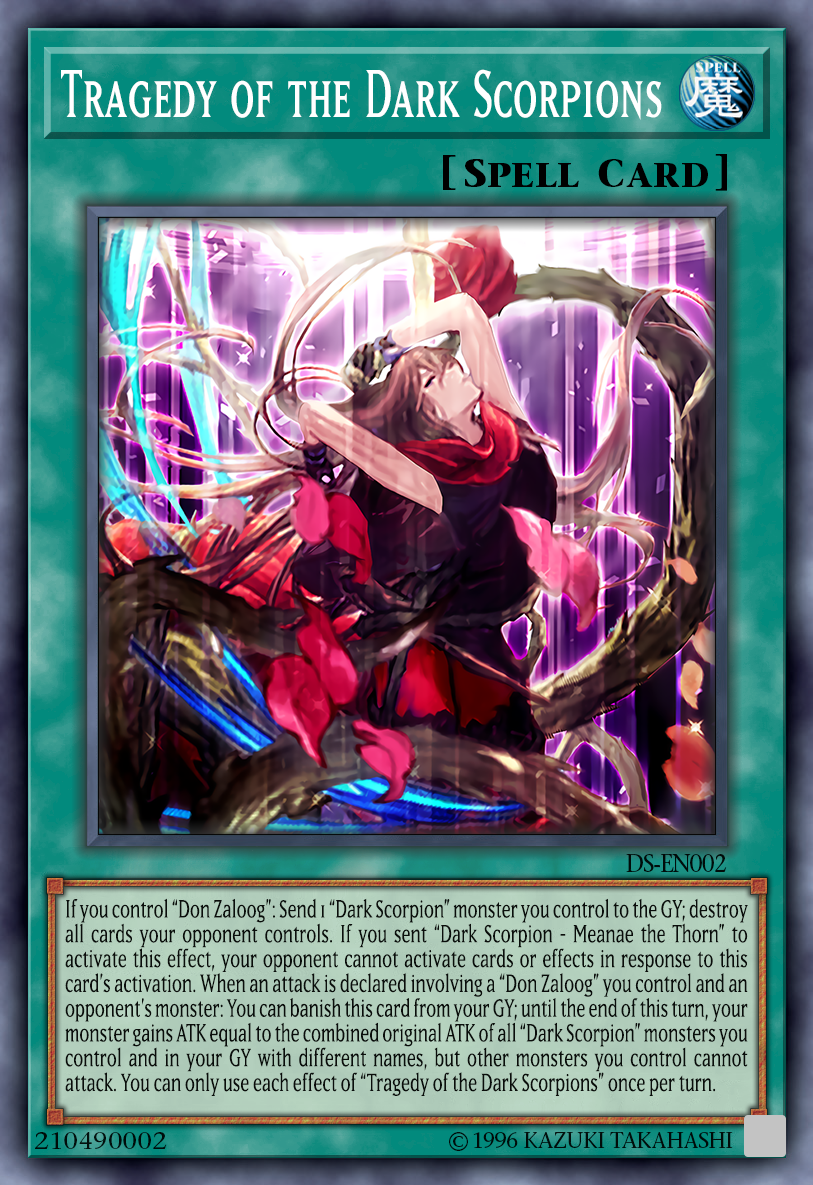 Tragedy of the Dark Scorpions
SPELL
魔
[Spell Card]
DS-EN002
If you control “Don Zaloog”: Send 1 “Dark Scorpion” monster you control to the GY; destroy
all cards your opponent controls. If you sent “Dark Scorpion - Meanae the Thorn” to
activate this effect, your opponent cannot activate cards or effects in response to this
card's activation. When an attack is declared involving a “Don Zaloog” you control and an
opponent's monster: You can banish this card from your GY; until the end of this turn, your
monster gains ATK equal to the combined original ATK of all “Dark Scorpion” monsters you
control and in your GY with different names, but other monsters you control cannot
attack. You can only use each effect of “Tragedy of the Dark Scorpions” once per turn.
210490002
© 1996 KAZUKI TAKAHASHI